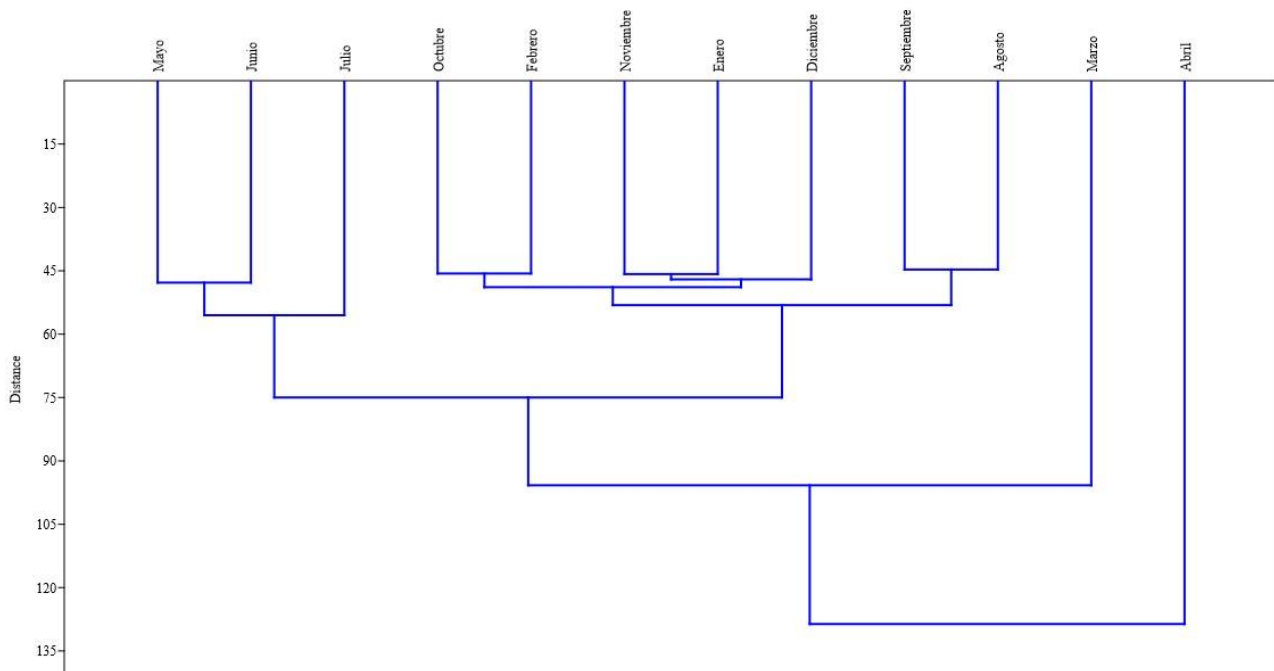 Mayo
Junio
Julio
Octubre
Febrero
Noviembre
Enero
Diciembre
Septiembre
Agosto
Marzo
Abril
15
30
45
60
75
90
105
120
135
Distance